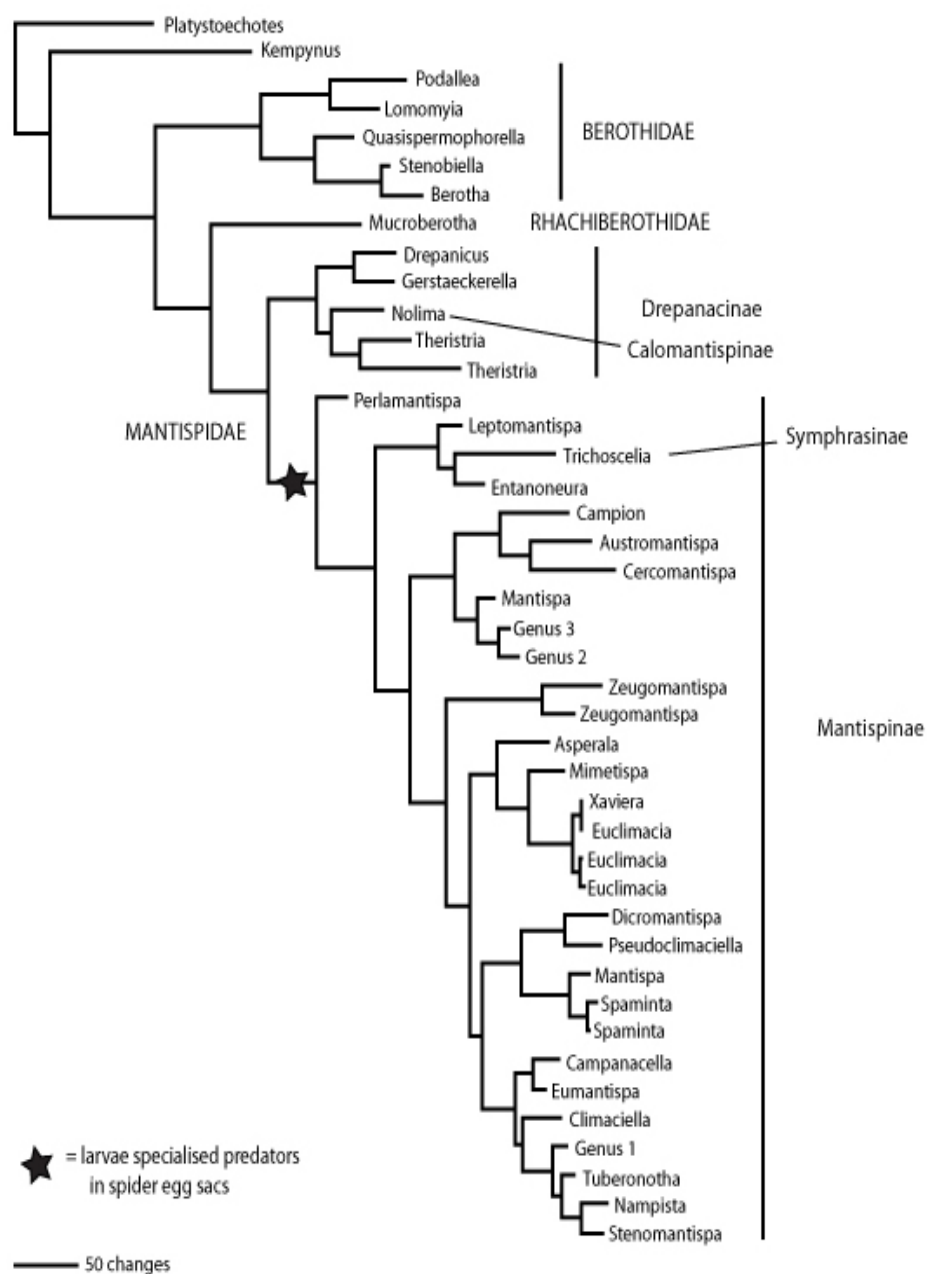 Platystoechotes
Kempynus
Podallea
Lomomyia
Quasispermophorella
BEROTHIDAE
Stenobiella
Berotha
Mucroberotha
RHACHIBEROTHIDAE
Drepanicus
Gerstaeckerella
Drepanacinae
Nolima
Theristria
Calomantispinae
Theristria
Perlamantispa
MANTISPIDAE
Leptomantispa
Symphrasinae
Trichoscelia
Entanoneura
Campion
Austromantispa
Cercomantispa
Mantispa
Genus 3
Genus 2
Zeugomantispa
Zeugomantispa
Mantispinae
Asperala
Mimetispa
Xaviera
Euclimacia
Euclimacia
Euclimacia
Dicromantispa
Pseudoclimaciella
Mantispa
Spaminta
Spaminta
Campanacella
Eumantispa
Climaciella
Genus 1
Tuberonotha
Nampista
Stenomantispa
= larvae specialised predators
in spider egg sacs
50 changes